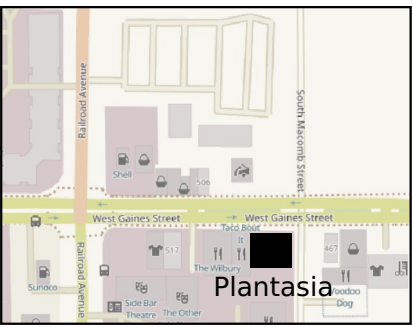 Railroad Avenue
South Macomb Street
Shell
506
West Gaines Street
West Gaines Street
Taco Bout
It
517
467
The Wilbury
Railroad Avenue
Sunoco
Plantasia
Voodoo
Dog
Side Bar
Theatre
The Other